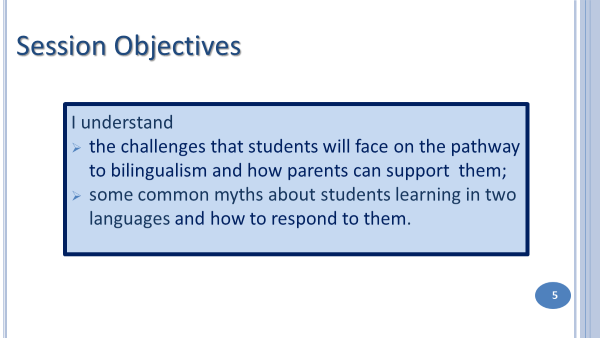 Session Objectives
I understand
➢ the challenges that students will face on the pathway
to bilingualism and how parents can support  them;
➢ some common myths about students learning in two
languages and how to respond to them.
5